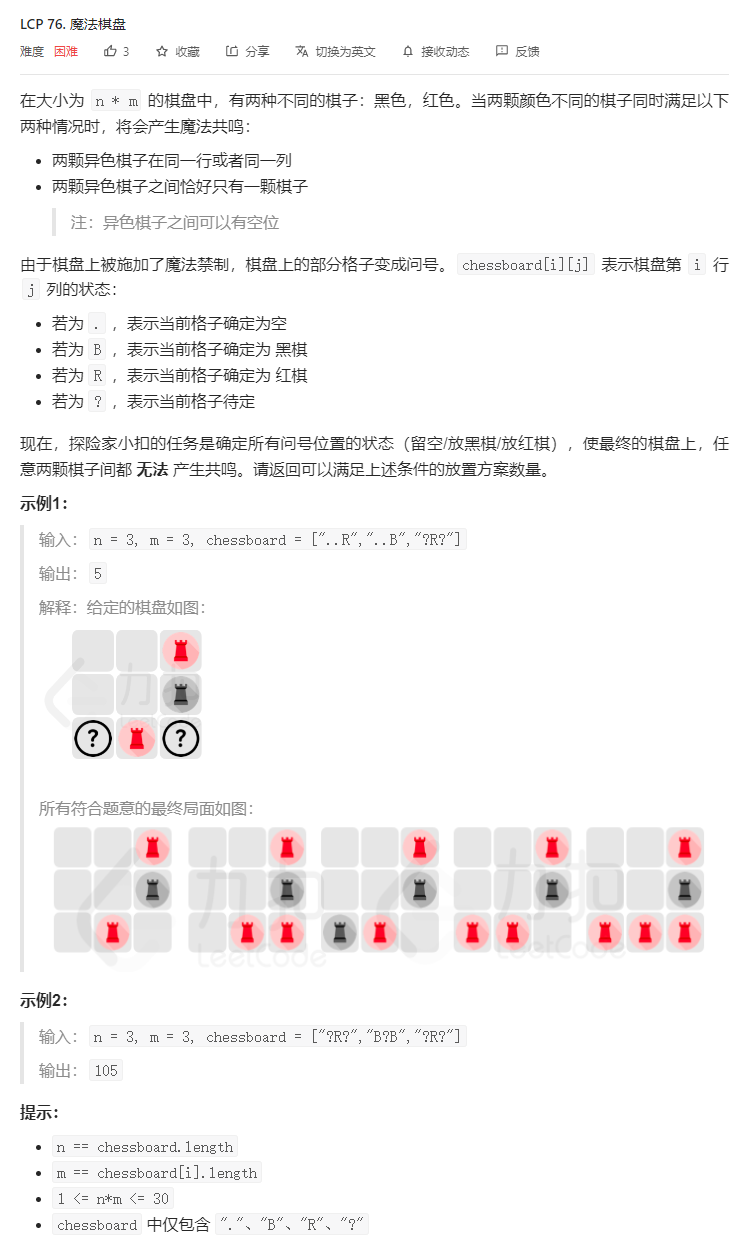 LCP 76. 魔法棋盘
难度 困难 3 收藏 分享 切换为英文 接收动态 反馈
在大小为 n * m 的棋盘中，有两种不同的棋子：黑色，红色。当两颗颜色不同的棋子同时满足以下
两种情况时，将会产生魔法共鸣：
• 两颗异色棋子在同一行或者同一列
• 两颗异色棋子之间恰好只有一颗棋子
注：异色棋子之间可以有空位
由于棋盘上被施加了魔法禁制，棋盘上的部分格子变成问号。chessboard[i][j] 表示棋盘第 i 行
j 列的状态：
• 若为 . ，表示当前格子确定为空
• 若为 B ，表示当前格子确定为 黑棋
• 若为 R ，表示当前格子确定为 红棋
• 若为 ? ，表示当前格子待定
现在，探险家小扣的任务是确定所有问号位置的状态（留空/放黑棋/放红棋），使最终的棋盘上，任
意两颗棋子间都 无法 产生共鸣。请返回可以满足上述条件的放置方案数量。
示例1：
输入： n = 3, m = 3, chessboard = ["..R","..B","?R?"]
输出： 5
解释：给定的棋盘如图：
力扣
? ?
所有符合题意的最终局面如图：
力扣 力扣
LeetCode LeetCode
示例2：
输入： n = 3, m = 3, chessboard = ["?R?","B?B","?R?"]
输出： 105
提示：
• n == chessboard.length
• m == chessboard[i].length
• 1 <= n*m <= 30
• chessboard 中仅包含 "."、"B"、"R"、"?"